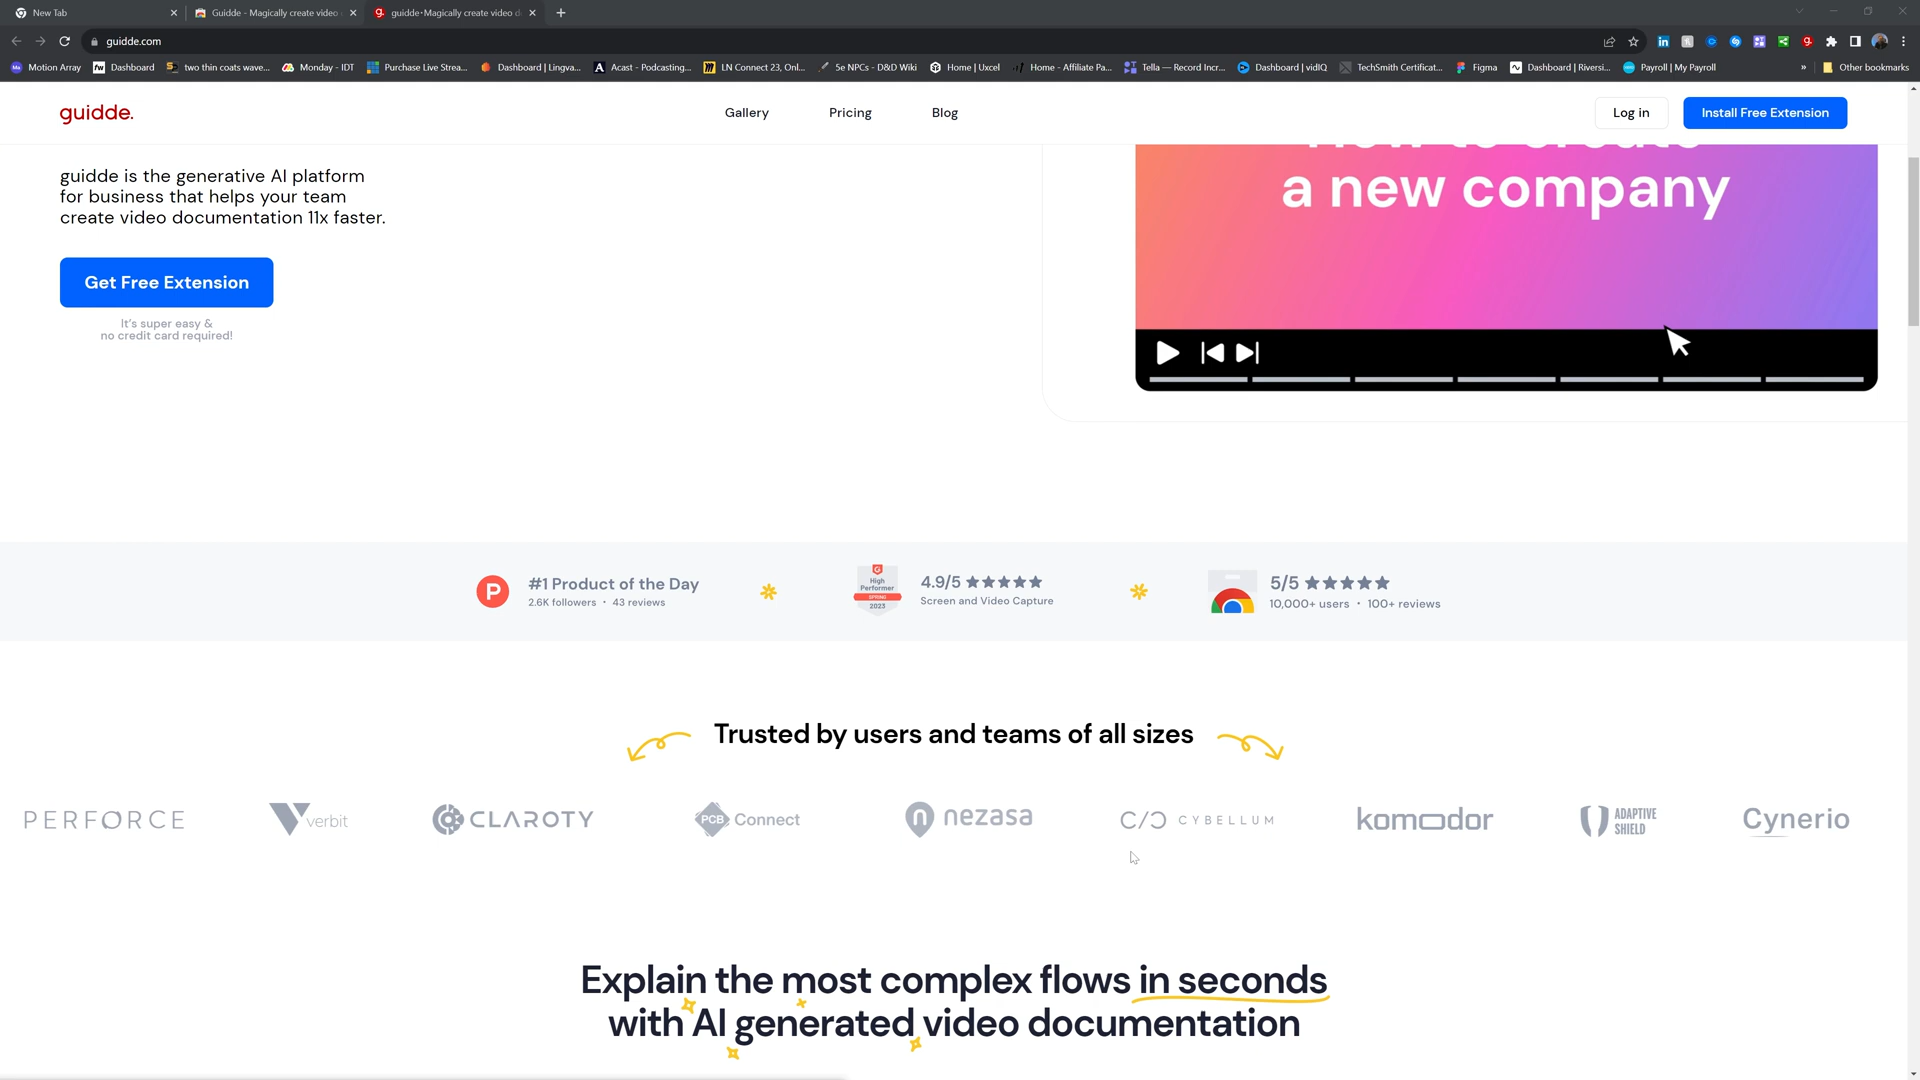 New Tab
Guidde - Magically create video
guidde•Magically create video d
guidde.com
Motion Array
Dashboard
two thin coats wave...
Monday - IDT
Purchase Live Strea...
Dashboard | Lingva...
Acast - Podcasting...
LN Connect 23, Onl...
5e NPCs - D&D Wiki
Home | Uxcel
Home - Affiliate Pa...
Tella — Record Incr...
Dashboard | vidIQ
TechSmith Certificat...
Figma
Dashboard | Riversi...
Payroll | My Payroll
»
Other bookmarks
guidde.
Gallery
Pricing
Blog
Log in
Install Free Extension
guidde is the generative AI platform
for business that helps your team
create video documentation 11x faster.
Get Free Extension
It's super easy &
no credit card required!
How to create
a new company
#1 Product of the Day
2.6K followers • 43 reviews
High
Performer
SPRING
2023
4.9/5
Screen and Video Capture
5/5
10,000+ users • 100+ reviews
Trusted by users and teams of all sizes
PERFORCE
verbit
CLAROTY
PCB Connect
nezasa
CYBELLUM
komodor
ADAPTIVE
SHIELD
Cynerio
Explain the most complex flows in seconds
with AI generated video documentation